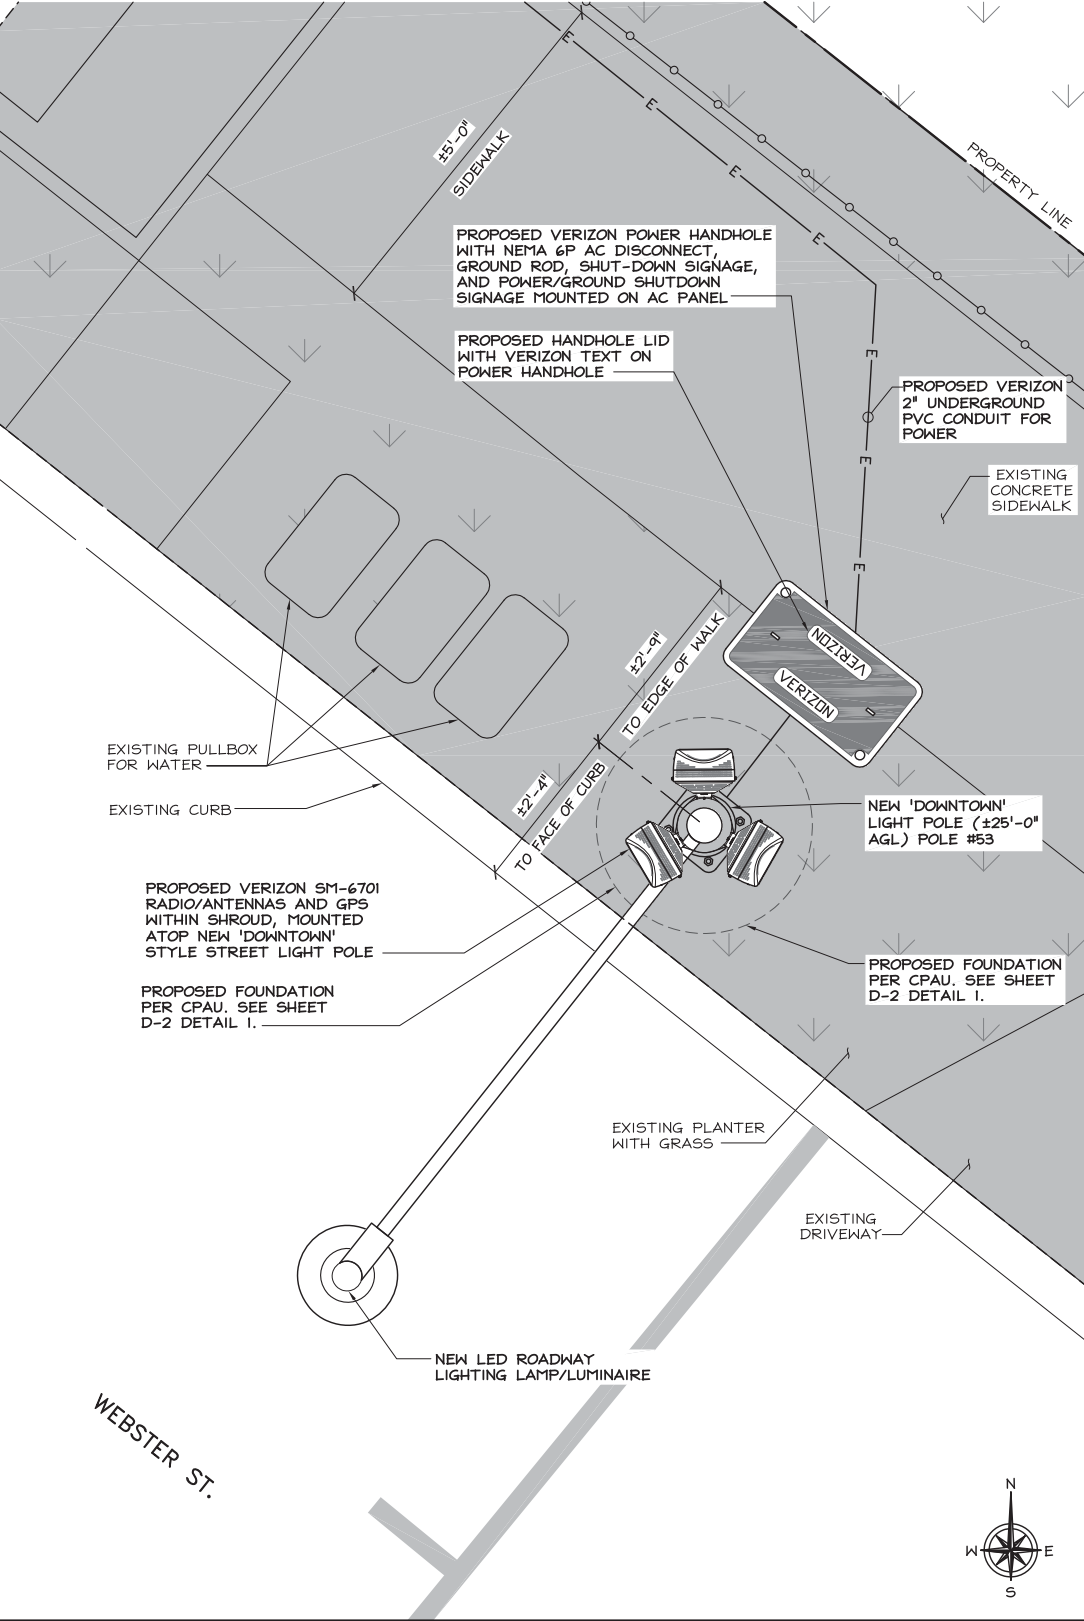 E
±5'-0"
SIDEWALK
E
E
E
PROPERTY LINE
PROPOSED VERIZON POWER HANDHOLE
WITH NEMA 6P AC DISCONNECT,
GROUND ROD, SHUT-DOWN SIGNAGE,
AND POWER/GROUND SHUTDOWN
SIGNAGE MOUNTED ON AC PANEL
PROPOSED HANDHOLE LID
WITH VERIZON TEXT ON
POWER HANDHOLE
E
PROPOSED VERIZON
2" UNDERGROUND
PVC CONDUIT FOR
POWER
E
EXISTING
CONCRETE
SIDEWALK
E
±2'-9"
TO EDGE OF WALK
VERIZON
VERIZON
EXISTING PULLBOX
FOR WATER
EXISTING CURB
±2'-4"
TO FACE OF CURB
NEW 'DOWNTOWN'
LIGHT POLE (±25'-0"
AGL) POLE #53
PROPOSED VERIZON SM-6701
RADIO/ANTENNAS AND GPS
WITHIN SHROUD, MOUNTED
ATOP NEW 'DOWNTOWN'
STYLE STREET LIGHT POLE
PROPOSED FOUNDATION
PER CPAU. SEE SHEET
D-2 DETAIL 1.
PROPOSED FOUNDATION
PER CPAU. SEE SHEET
D-2 DETAIL 1.
EXISTING PLANTER
WITH GRASS
EXISTING
DRIVEWAY
NEW LED ROADWAY
LIGHTING LAMP/LUMINAIRE
WEBSTER ST.
N
W
E
S